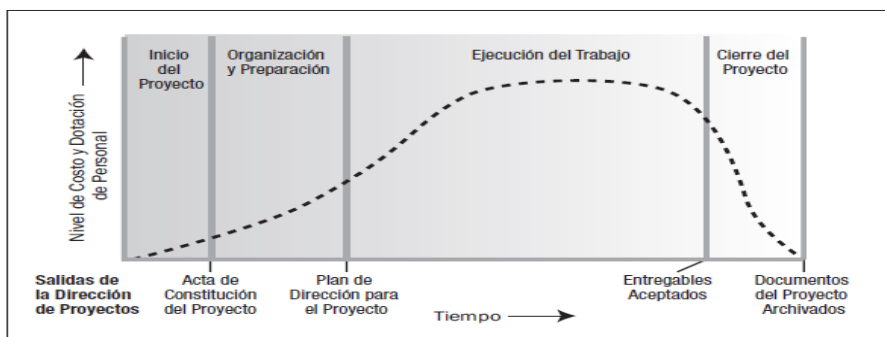 Inicio
del
Proyecto
Organización
y Preparación
Ejecución del Trabajo
Cierre del
Proyecto
Nivel de Costo y Dotación
de Personal
Salidas de
la Dirección
de Proyectos
Acta de
Constitución
del Proyecto
Plan de
Dirección para
el Proyecto
Tiempo
Entregables
Aceptados
Documentos
del Proyecto
Archivados